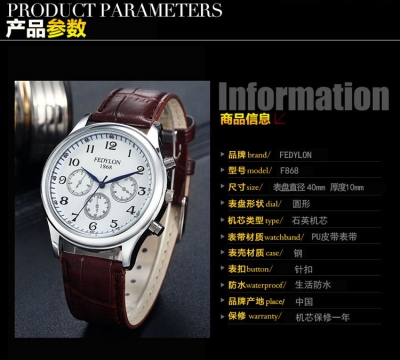 PRODUCT PARAMETERS
产品参数
Information
商品信息
品牌 brand/ FEDYLON
型号 model/ F868
尺寸 size/ 表盘直径40mm 厚度10mm
表盘形状 dial/ 圆形
机芯类型 type/ 石英机芯
表带材质 watchband/ PU皮带表带
表壳材质 case/ 钢
表扣 button/ 针扣
防水 waterproof/ 生活防水
品牌产地 place/ 中国
保修 warranty/ 机芯保修一年
FEDYLON
1868